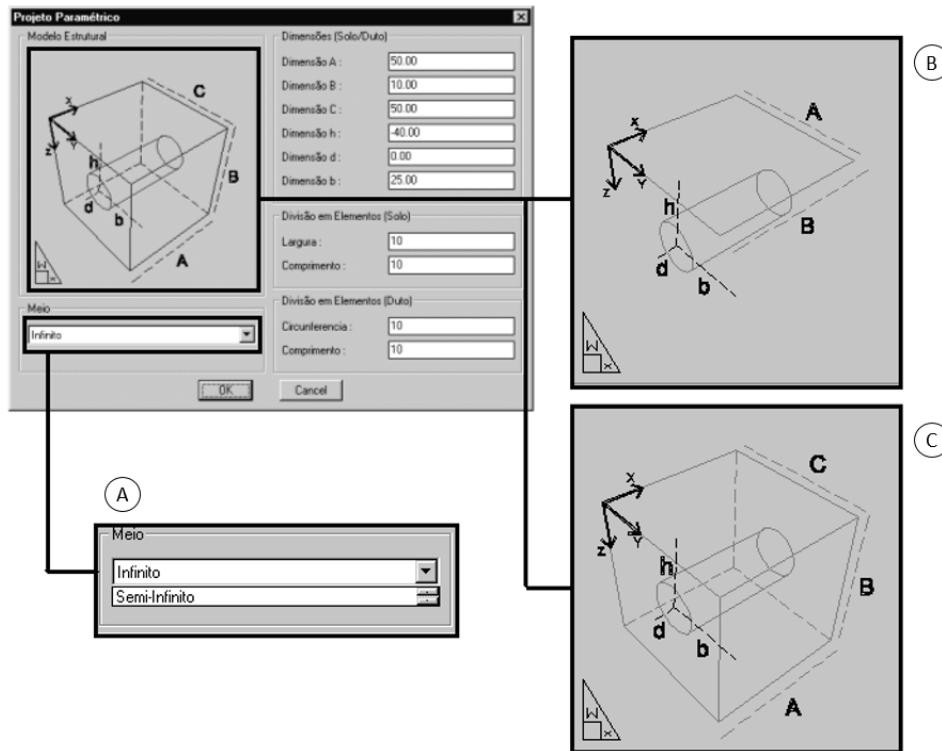 Projeto Paramétrico
Modelo Estrutural
X
Y
Z
C
B
A
h
d
b
W
x
Meio
Infinito
Dimensões (Solo/Duto)
Dimensão A : 50.00
Dimensão B : 10.00
Dimensão C : 50.00
Dimensão h : -40.00
Dimensão d : 0.00
Dimensão b : 25.00
Divisão em Elementos (Solo)
Largura : 10
Comprimento : 10
Divisão em Elementos (Duto)
Circunferencia : 10
Comprimento : 10
OK
Cancel
A
Meio
Infinito
Semi-Infinito
B
X
Y
Z
A
B
h
d
b
W
x
C
X
Y
Z
C
B
A
h
d
b
W
x